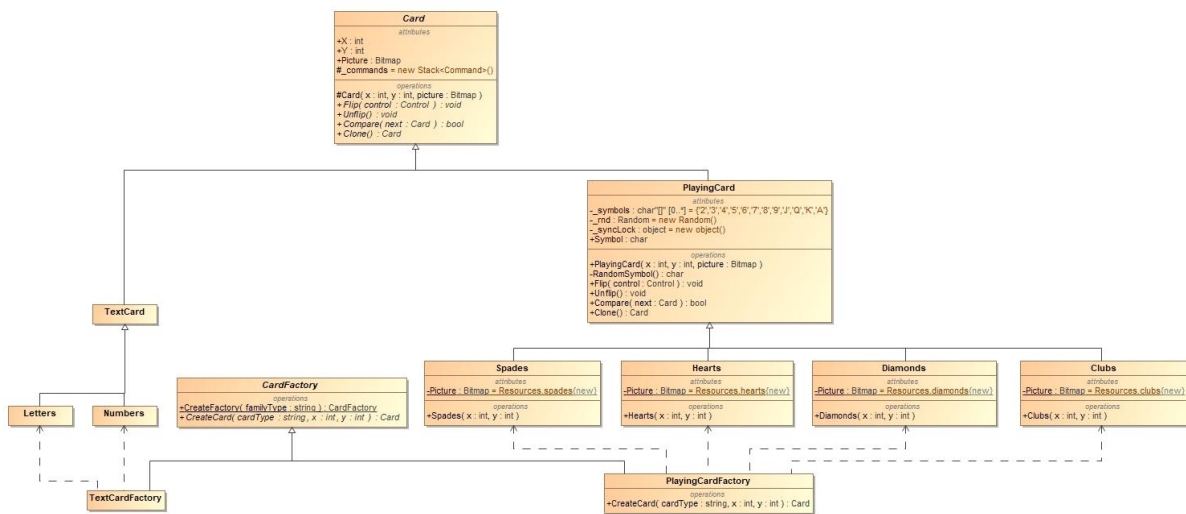 Card
attributes
+X : int
+Y : int
+Picture : Bitmap
#_commands = new Stack<Command>()
operations
#Card( x : int, y : int, picture : Bitmap )
+Flip( control : Control ) : void
+Unflip() : void
+Compare( next : Card ) : bool
+Clone() : Card
PlayingCard
attributes
-_symbols : char"[]" [0..*] = {'2','3','4','5','6','7','8','9','J','Q','K','A'}
-_rnd : Random = new Random()
-_syncLock : object = new object()
+Symbol : char
operations
+PlayingCard( x : int, y : int, picture : Bitmap )
-RandomSymbol() : char
+Flip( control : Control ) : void
+Unflip() : void
+Compare( next : Card ) : bool
+Clone() : Card
TextCard
Letters
Numbers
CardFactory
operations
+CreateFactory( familyType : string ) : CardFactory
+CreateCard( cardType : string, x : int, y : int ) : Card
Spades
attributes
-Picture : Bitmap = Resources.spades{new}
operations
+Spades( x : int, y : int )
Hearts
attributes
-Picture : Bitmap = Resources.hearts{new}
operations
+Hearts( x : int, y : int )
Diamonds
attributes
-Picture : Bitmap = Resources.diamonds{new}
operations
+Diamonds( x : int, y : int )
Clubs
attributes
-Picture : Bitmap = Resources.clubs{new}
operations
+Clubs( x : int, y : int )
TextCardFactory
PlayingCardFactory
operations
+CreateCard( cardType : string, x : int, y : int ) : Card